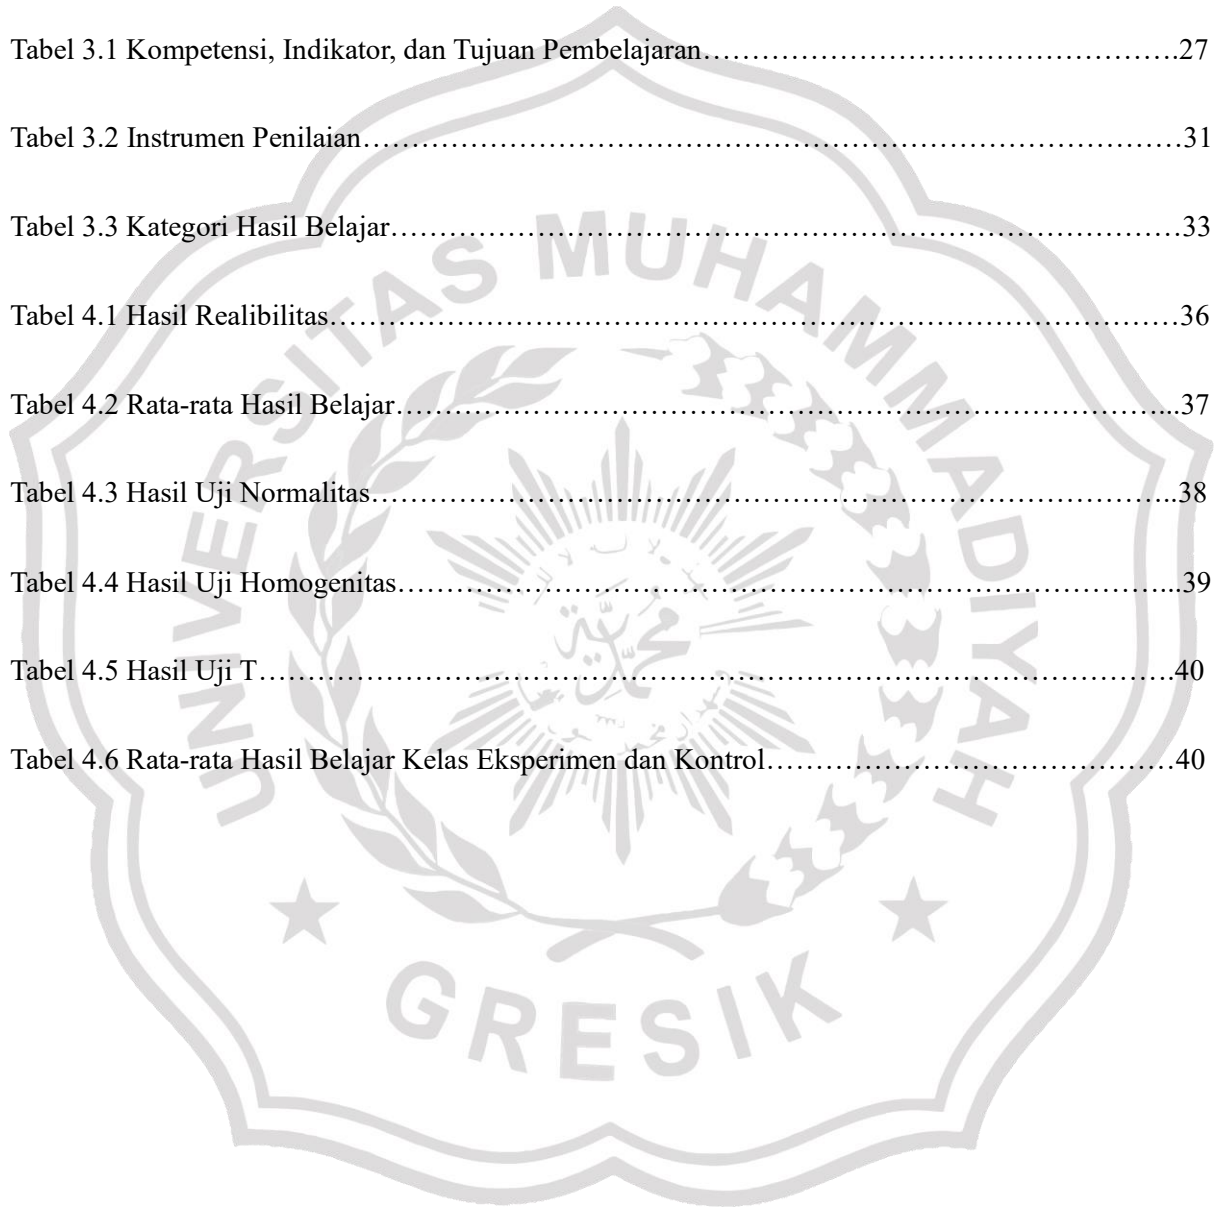 Tabel 3.1 Kompetensi, Indikator, dan Tujuan Pembelajaran…………………………………………….27
Tabel 3.2 Instrumen Penilaian………………………………………………………………………………31
Tabel 3.3 Kategori Hasil Belajar……………………………………………………………………………33
Tabel 4.1 Hasil Realibilitas…………………………………………………………………………………36
Tabel 4.2 Rata-rata Hasil Belajar…………………………………………………………………………...37
Tabel 4.3 Hasil Uji Normalitas……………………………………………………………………………..38
Tabel 4.4 Hasil Uji Homogenitas…………………………………………………………………………...39
Tabel 4.5 Hasil Uji T……………………………………………………………………………………….40
Tabel 4.6 Rata-rata Hasil Belajar Kelas Eksperimen dan Kontrol………………………………………40
UNIVERSITAS MUHAMMADIYAH
GRESIK